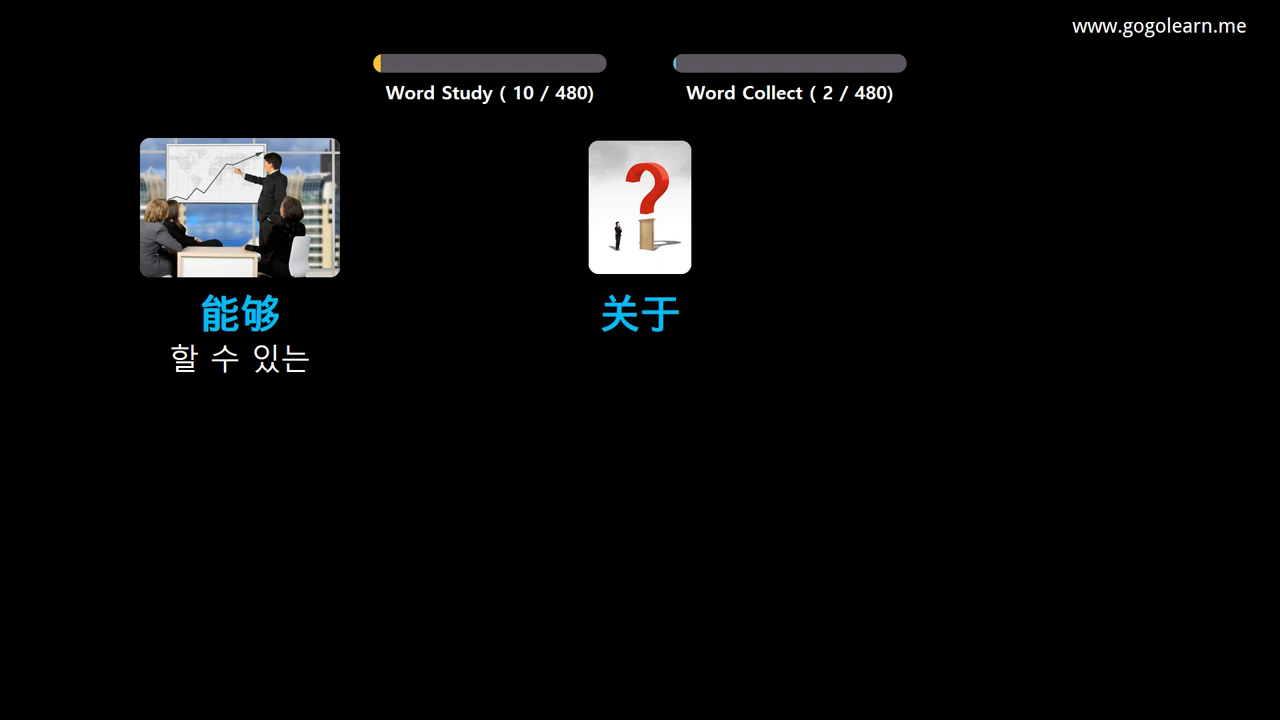 www.gogolearn.me
Word Study ( 10 / 480)
Word Collect ( 2 / 480)
能够
할 수 있는
关于